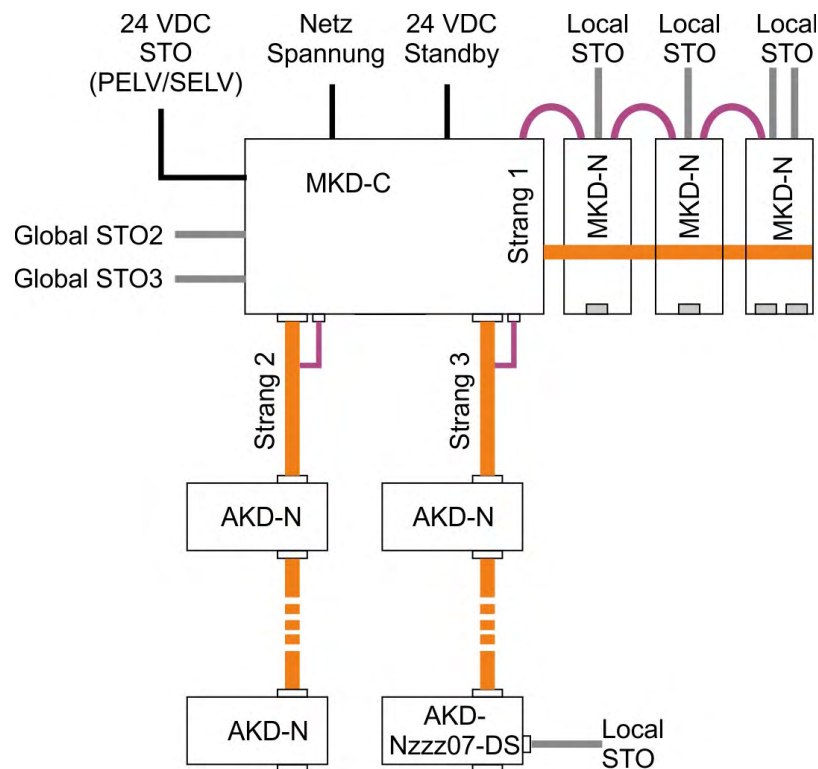 24 VDC
STO
(PELV/SELV)
Netz
Spannung
24 VDC
Standby
Local
STO
Local
STO
Local
STO
MKD-C
Strang 1
MKD-N
MKD-N
MKD-N
Global STO2
Global STO3
Strang 2
Strang 3
AKD-N
AKD-N
AKD-N
AKD-
Nzzz07-DS
Local
STO